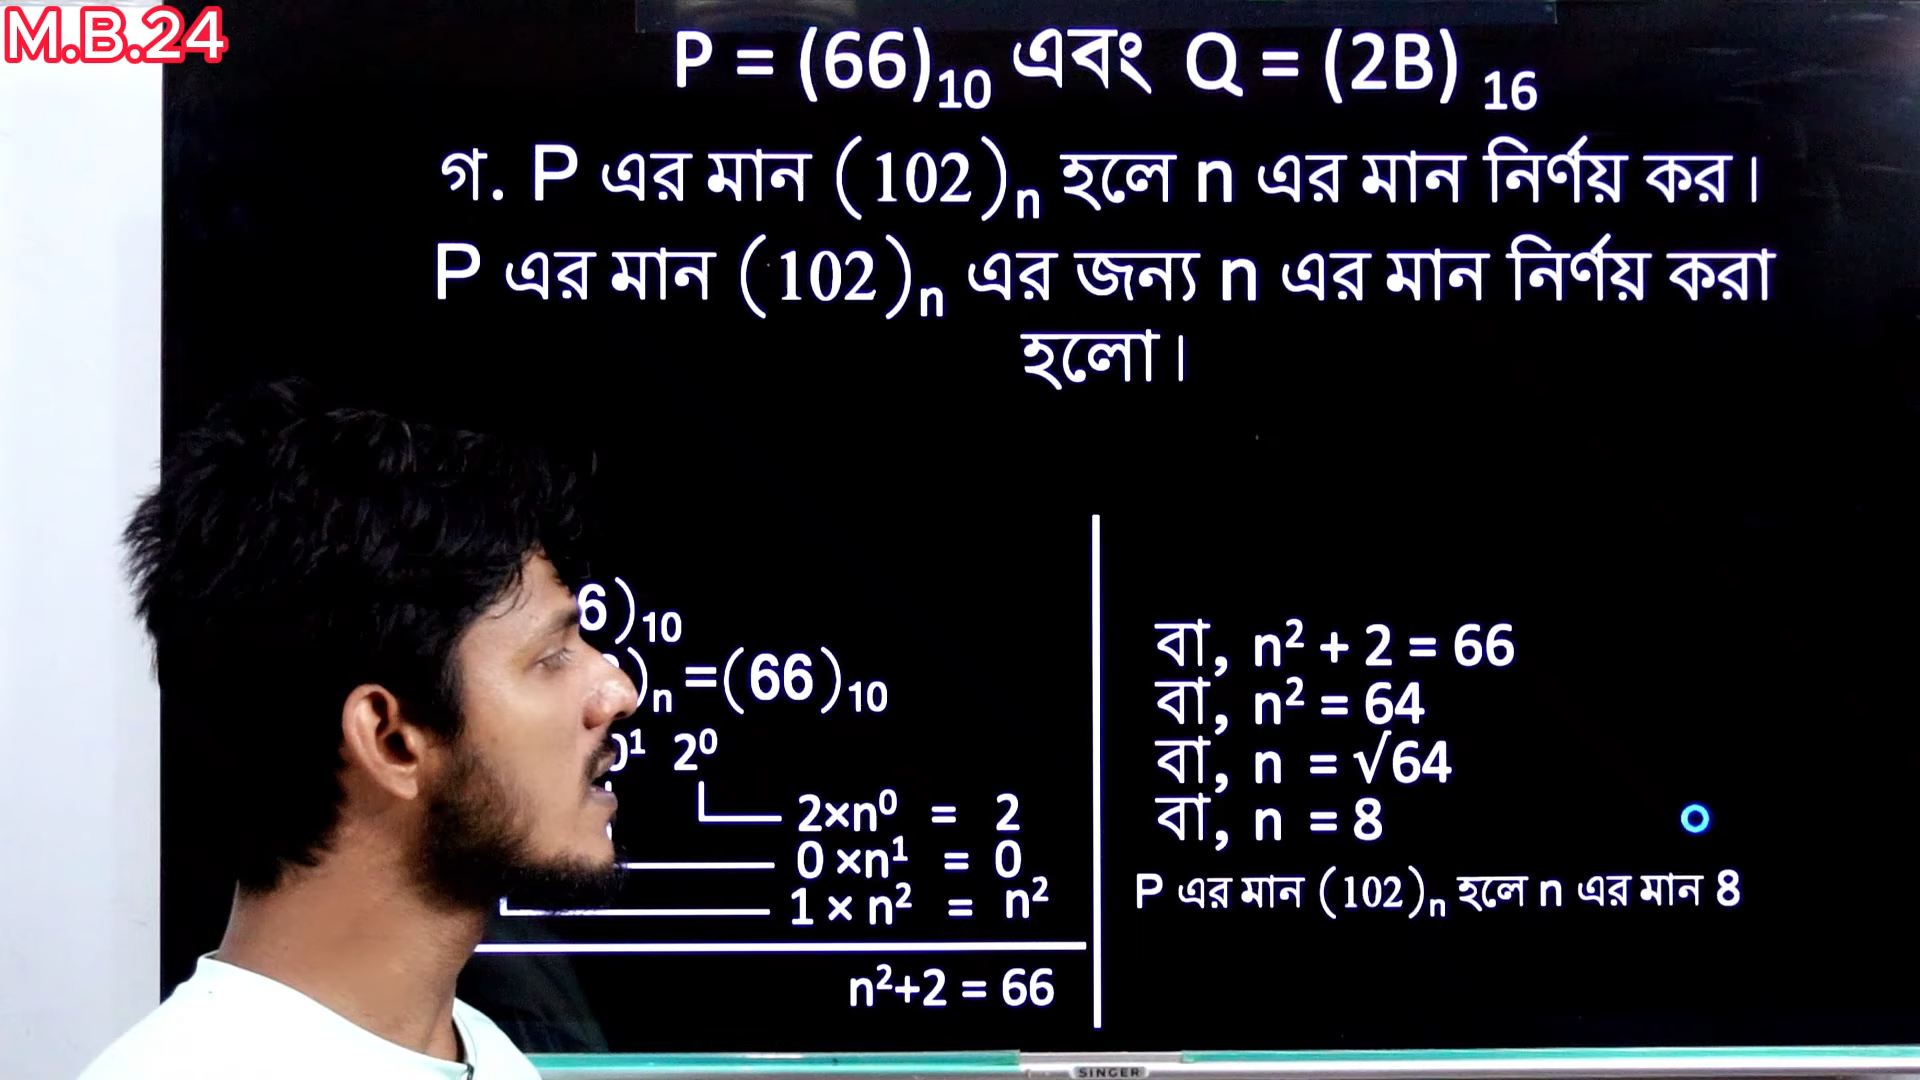 M.B.24
P = (66)₁₀ এবং Q = (2B) ₁₆
গ. P এর মান (102)ₙ হলে n এর মান নির্ণয় কর।
P এর মান (102)ₙ এর জন্য n এর মান নির্ণয় করা
হলো।
6)₁₀
)ₙ =(66)₁₀
0¹ 2⁰
2×n⁰ = 2
0 ×n¹ = 0
1 × n² = n²
n²+2 = 66
বা, n² + 2 = 66
বা, n² = 64
বা, n = √64
বা, n = 8
P এর মান (102)ₙ হলে n এর মান 8
SINGER